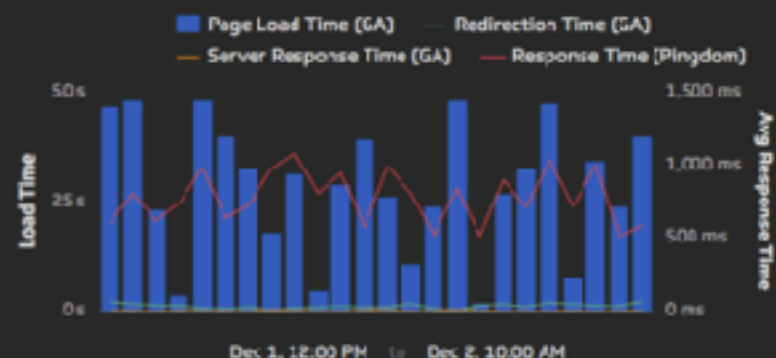 Page Load Time (GA) Redirection Time (GA)
Server Response Time (GA) Response Time (Pingdom)
50s 1,500 ms
1,000 ms
25s
500 ms
0s 0 ms
Load Time
Avg Response Time
Dec 1, 12:00 PM to Dec 2, 10:00 AM